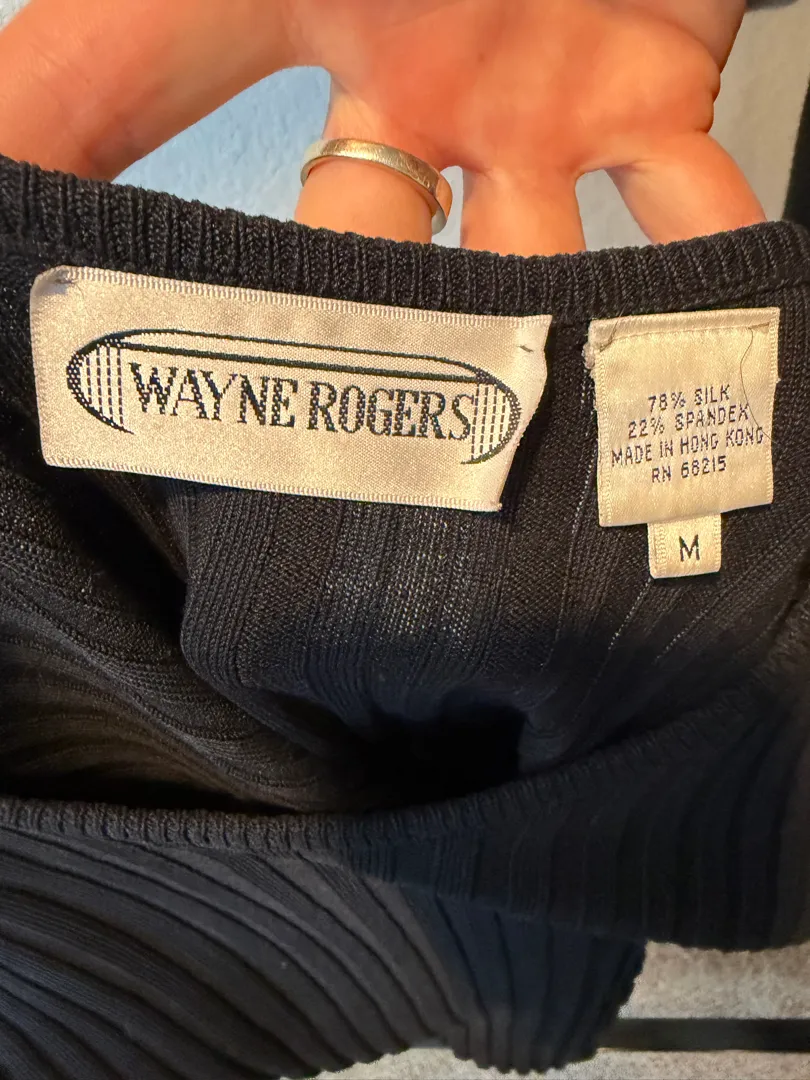 WAYNE ROGERS
78% SILK
22% SPANDEX
MADE IN HONG KONG
RN 68215
M